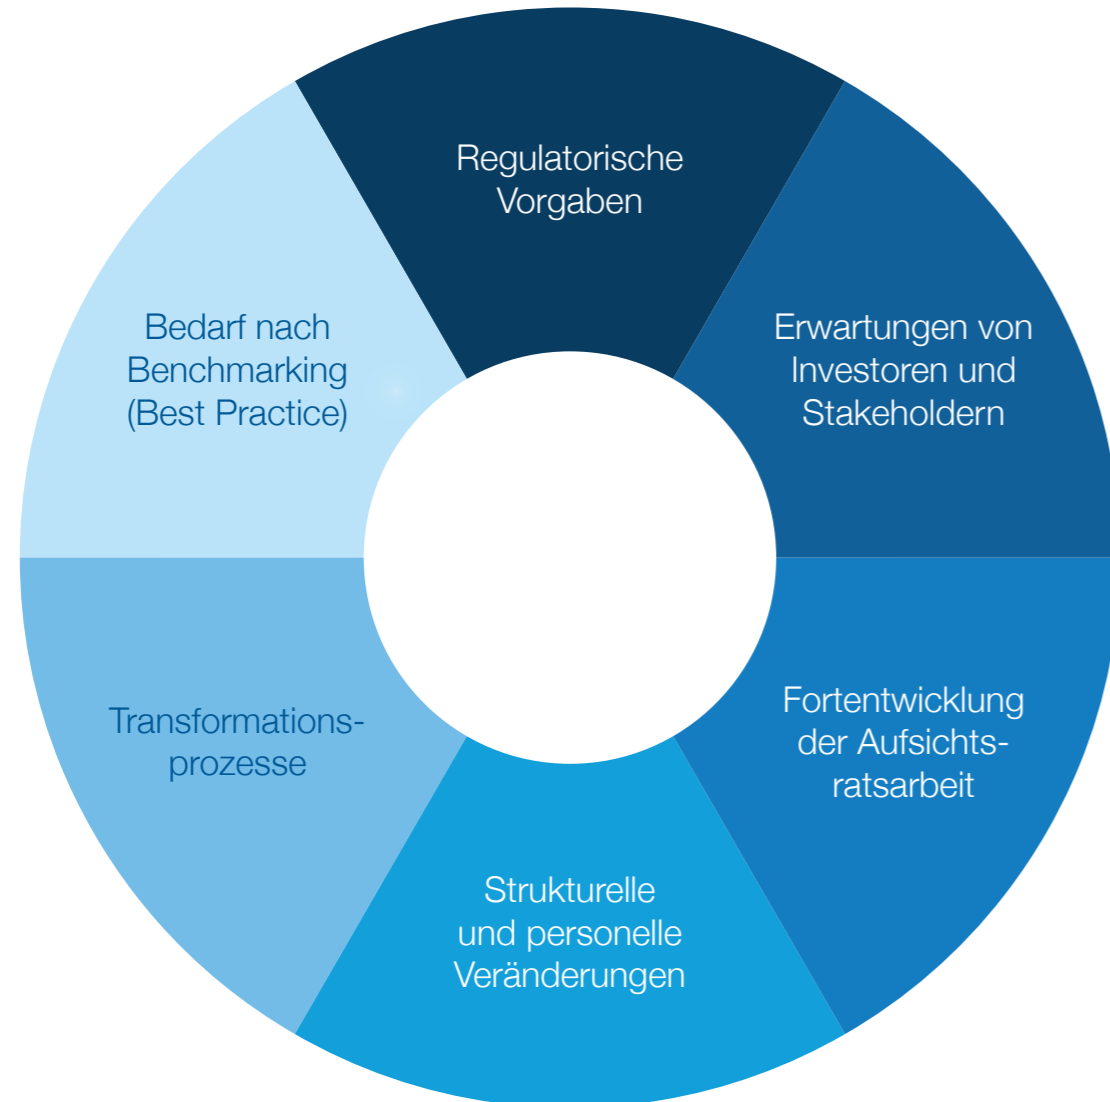 Regulatorische
Vorgaben
Erwartungen von
Investoren und
Stakeholdern
Fortentwicklung
der Aufsichts-
ratsarbeit
Strukturelle
und personelle
Veränderungen
Transformations-
prozesse
Bedarf nach
Benchmarking
(Best Practice)